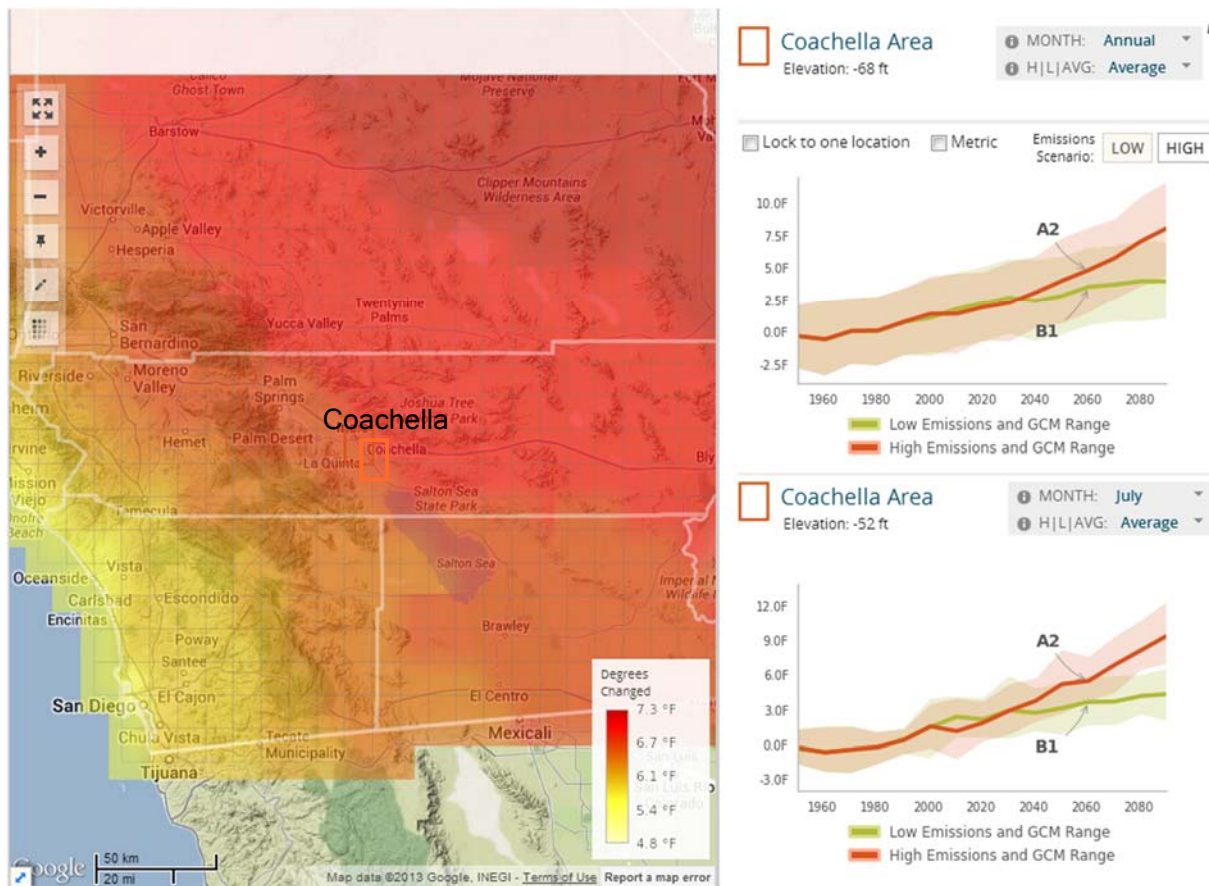 Calico
Ghost Town
Mojave National
Preserve
Barstow
Clipper Mountains
Wilderness Area
Victorville
Apple Valley
Hesperia
Twentynine
Palms
Yucca Valley
San
Bernardino
Riverside
Moreno
Valley
Palm
Springs
Joshua Tree
Park
Coachella
Hemet
Palm Desert
Coachella
La Quinta
Mission
Viejo
Salton Sea
State Park
Temecula
Beach
Vista
Salton Sea
Oceanside
Carlsbad
Escondido
Encinitas
Imperial
Poway
Brawley
Santee
El Cajon
San Diego
El Centro
Chula Vista
Tecate
Municipality
Mexicali
Tijuana
Degrees
Changed
7.3 °F
6.7 °F
6.1 °F
5.4 °F
4.8 °F
Google
50 km
20 mi
Map data ©2013 Google, INEGI - Terms of Use Report a map error
Coachella Area
Elevation: -68 ft
MONTH: Annual
H|L|AVG: Average
Lock to one location
Metric
Emissions
Scenario:
LOW
HIGH
10.0F
7.5F
5.0F
2.5F
0.0F
-2.5F
A2
B1
1960 1980 2000 2020 2040 2060 2080
Low Emissions and GCM Range
High Emissions and GCM Range
Coachella Area
Elevation: -52 ft
MONTH: July
H|L|AVG: Average
12.0F
9.0F
6.0F
3.0F
0.0F
-3.0F
A2
B1
1960 1980 2000 2020 2040 2060 2080
Low Emissions and GCM Range
High Emissions and GCM Range